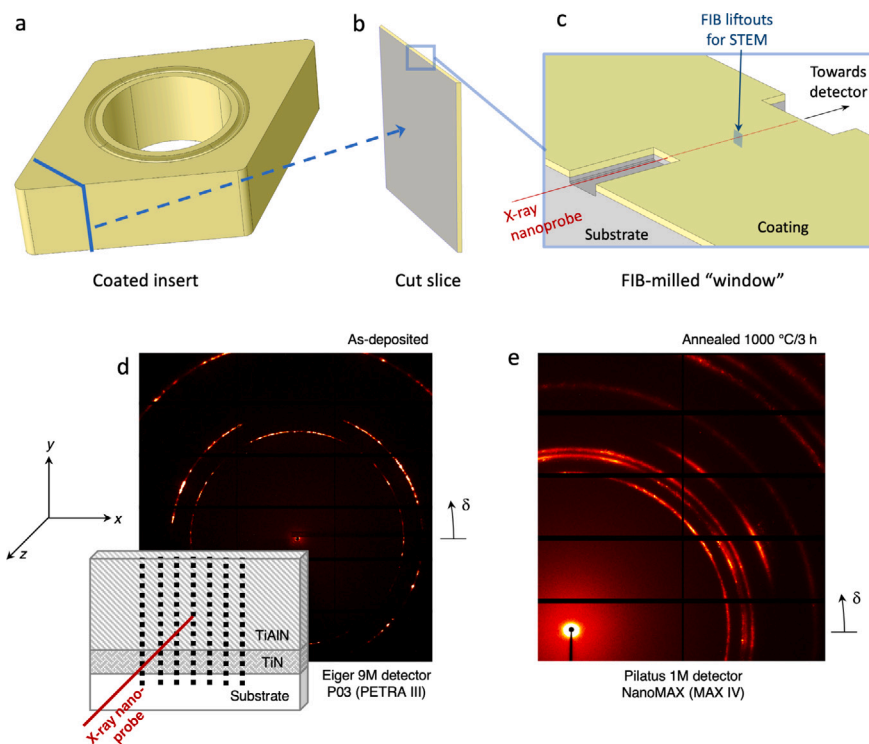 a
b
c
FIB liftouts
for STEM
Towards
detector
X-ray
nanoprobe
Substrate
Coating
Coated insert
Cut slice
FIB-milled “window”
As-deposited
Annealed 1000 °C/3 h
d
e
y
x
z
δ
δ
TiAlN
TiN
Substrate
X-ray nano-
probe
Eiger 9M detector
P03 (PETRA III)
Pilatus 1M detector
NanoMAX (MAX IV)